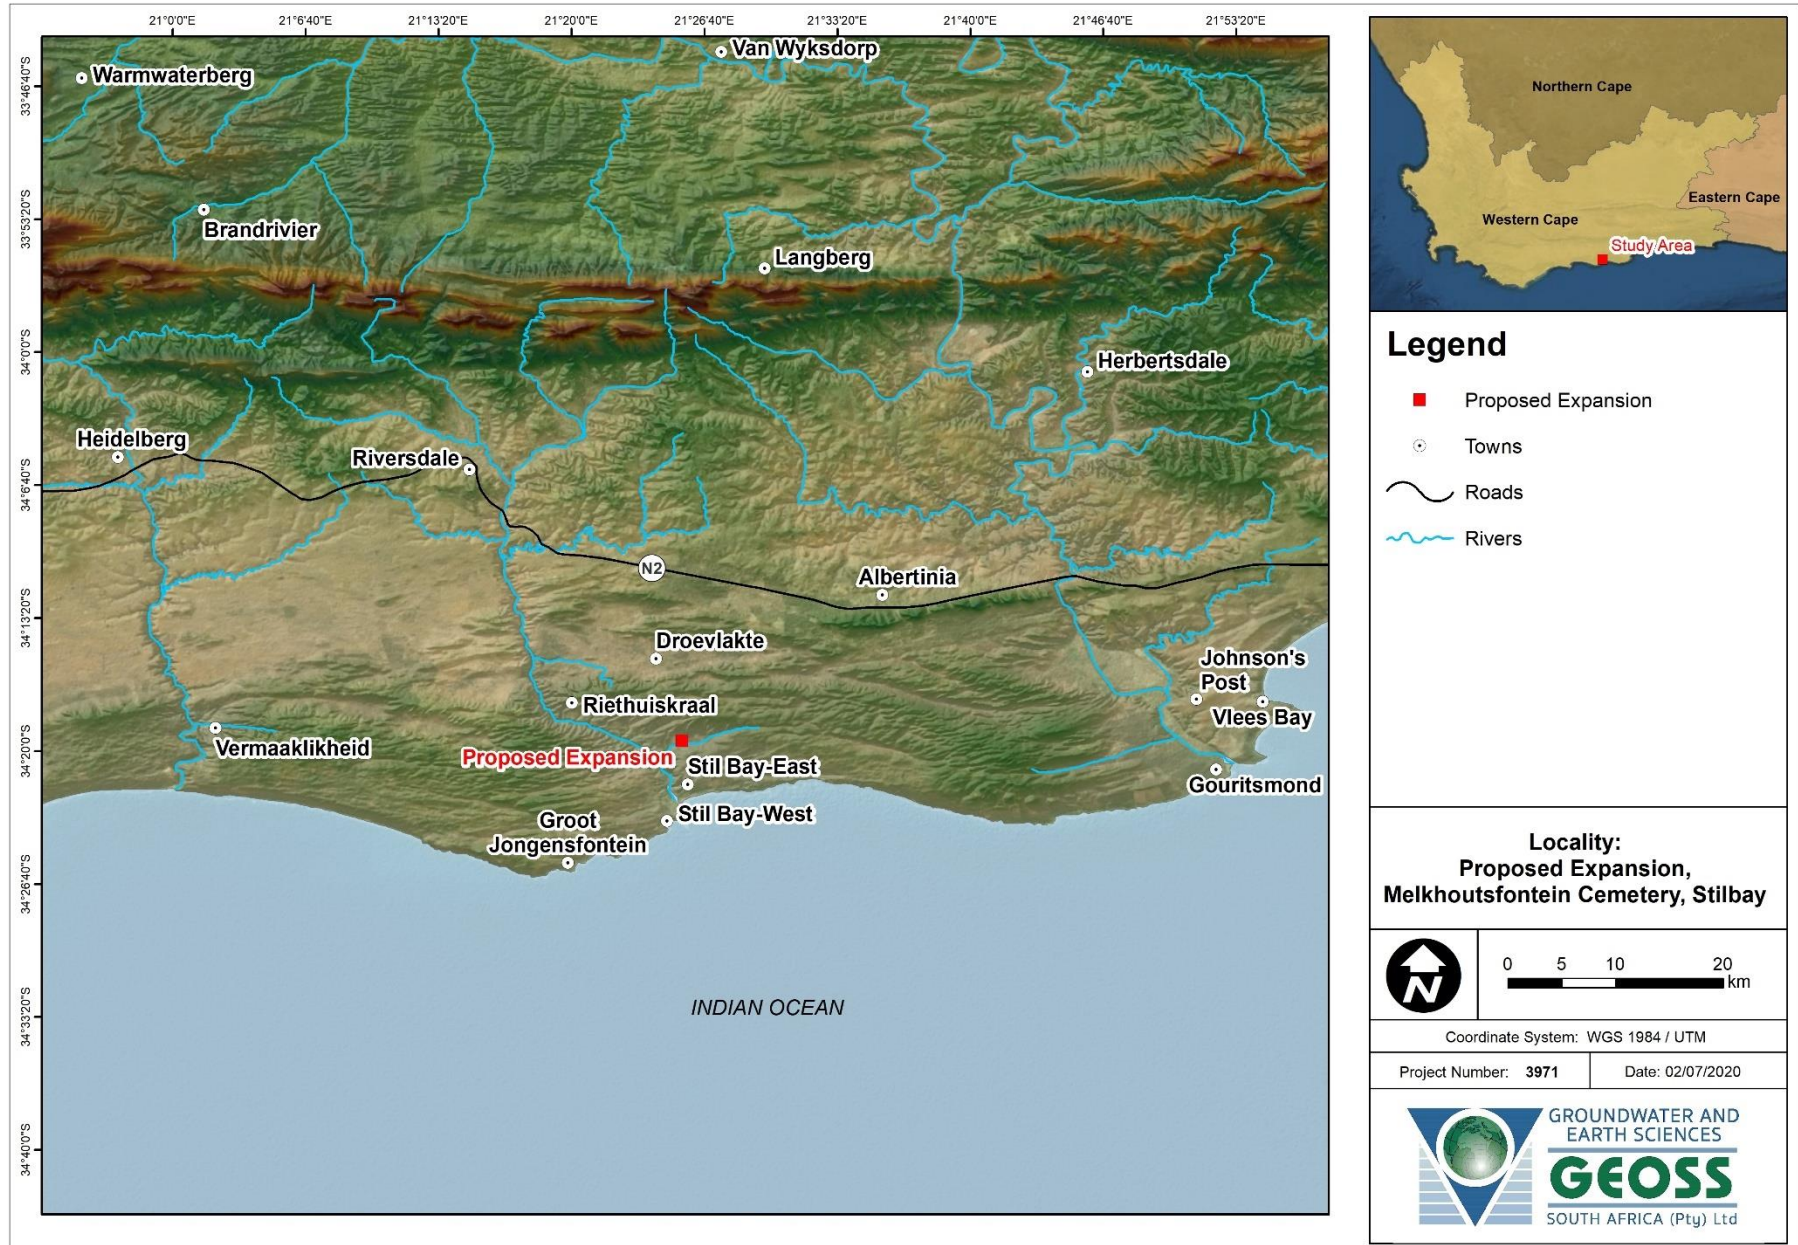 21°0'0"E
21°6'40"E
21°13'20"E
21°20'0"E
21°26'40"E
21°33'20"E
21°40'0"E
21°46'40"E
21°53'20"E
33°46'40"S
33°53'20"S
34°0'0"S
34°6'40"S
34°13'20"S
34°20'0"S
34°26'40"S
34°33'20"S
34°40'0"S
Van Wyksdorp
Warmwaterberg
Brandrivier
Langberg
Herbertsdale
Heidelberg
Riversdale
N2
Albertinia
Droevlakte
Johnson's
Post
Riethuiskraal
Vlees Bay
Vermaaklikheid
Proposed Expansion
Stil Bay-East
Gouritsmond
Stil Bay-West
Groot
Jongensfontein
INDIAN OCEAN
Northern Cape
Eastern Cape
Western Cape
Study Area
Legend
Proposed Expansion
Towns
Roads
Rivers
Locality:
Proposed Expansion,
Melkhoutsfontein Cemetery, Stilbay
N
0 5 10 20
km
Coordinate System: WGS 1984 / UTM
Project Number: 3971
Date: 02/07/2020
GROUNDWATER AND
EARTH SCIENCES
GEOSS
SOUTH AFRICA (Pty) Ltd